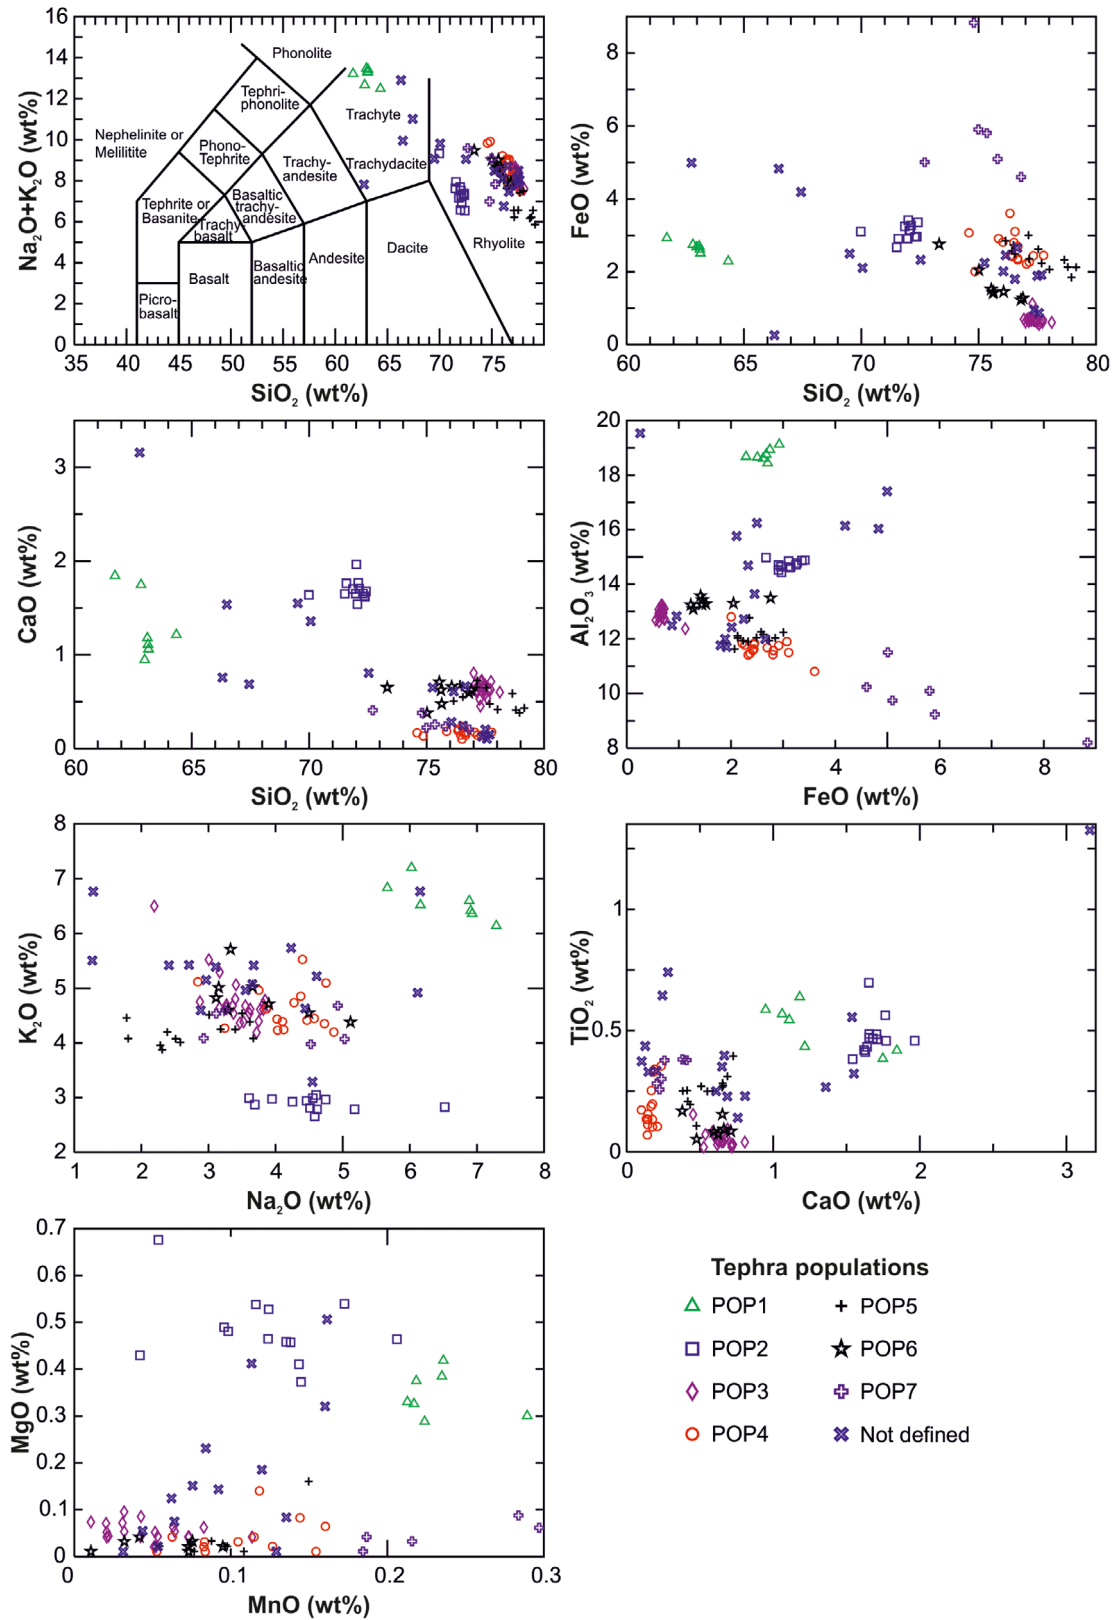 16
14
12
10
8
6
4
2
0
Na₂O+K₂O (wt%)
Phonolite
Tephri-
phonolite
Nephelinite or
Melilitite
Phono-
Tephrite
Trachyte
Trachy-
andesite
Trachydacite
Tephrite or
Basanite
Basaltic
trachy-
andesite
Trachy-
basalt
Basalt
Basaltic
andesite
Andesite
Dacite
Rhyolite
Picro-
basalt
35 40 45 50 55 60 65 70 75
SiO₂ (wt%)
8
6
4
2
0
FeO (wt%)
60 65 70 75 80
SiO₂ (wt%)
3
2
1
0
CaO (wt%)
60 65 70 75 80
SiO₂ (wt%)
20
18
16
14
12
10
8
Al₂O₃ (wt%)
0 2 4 6 8
FeO (wt%)
8
7
6
5
4
3
2
K₂O (wt%)
1 2 3 4 5 6 7 8
Na₂O (wt%)
1
0.5
0
TiO₂ (wt%)
0 1 2 3
CaO (wt%)
0.7
0.6
0.5
0.4
0.3
0.2
0.1
0
MgO (wt%)
0 0.1 0.2 0.3
MnO (wt%)
Tephra populations
POP1
POP2
POP3
POP4
POP5
POP6
POP7
Not defined